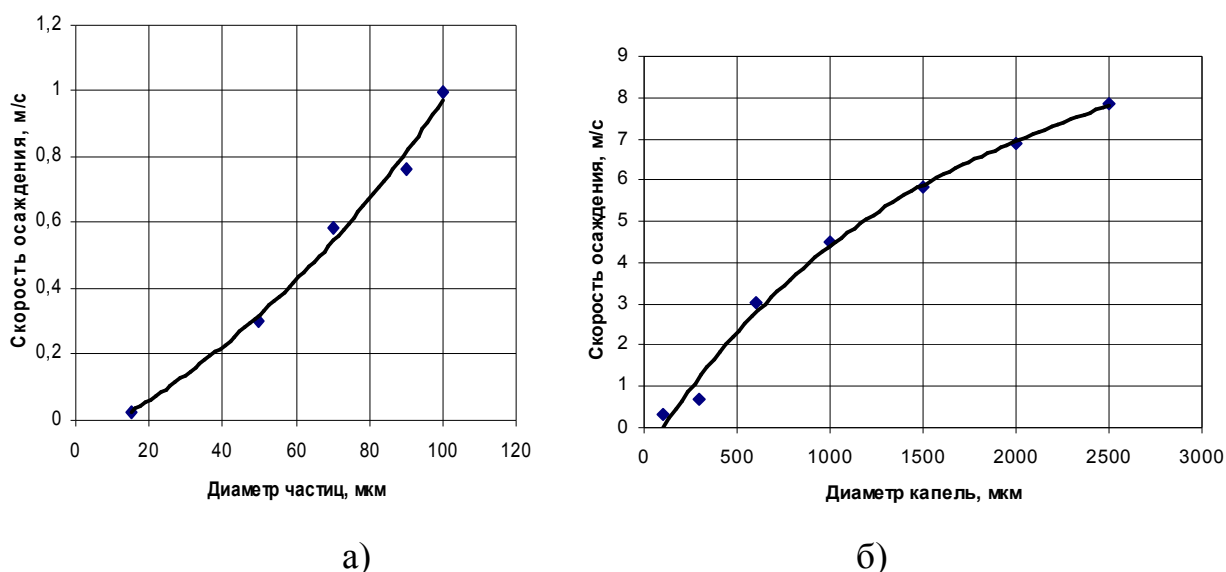 1,2
1
0,8
0,6
0,4
0,2
0
0 20 40 60 80 100 120
Скорость осаждения, м/с
Диаметр частиц, мкм
а)
9
8
7
6
5
4
3
2
1
0
0 500 1000 1500 2000 2500 3000
Скорость осаждения, м/с
Диаметр капель, мкм
б)